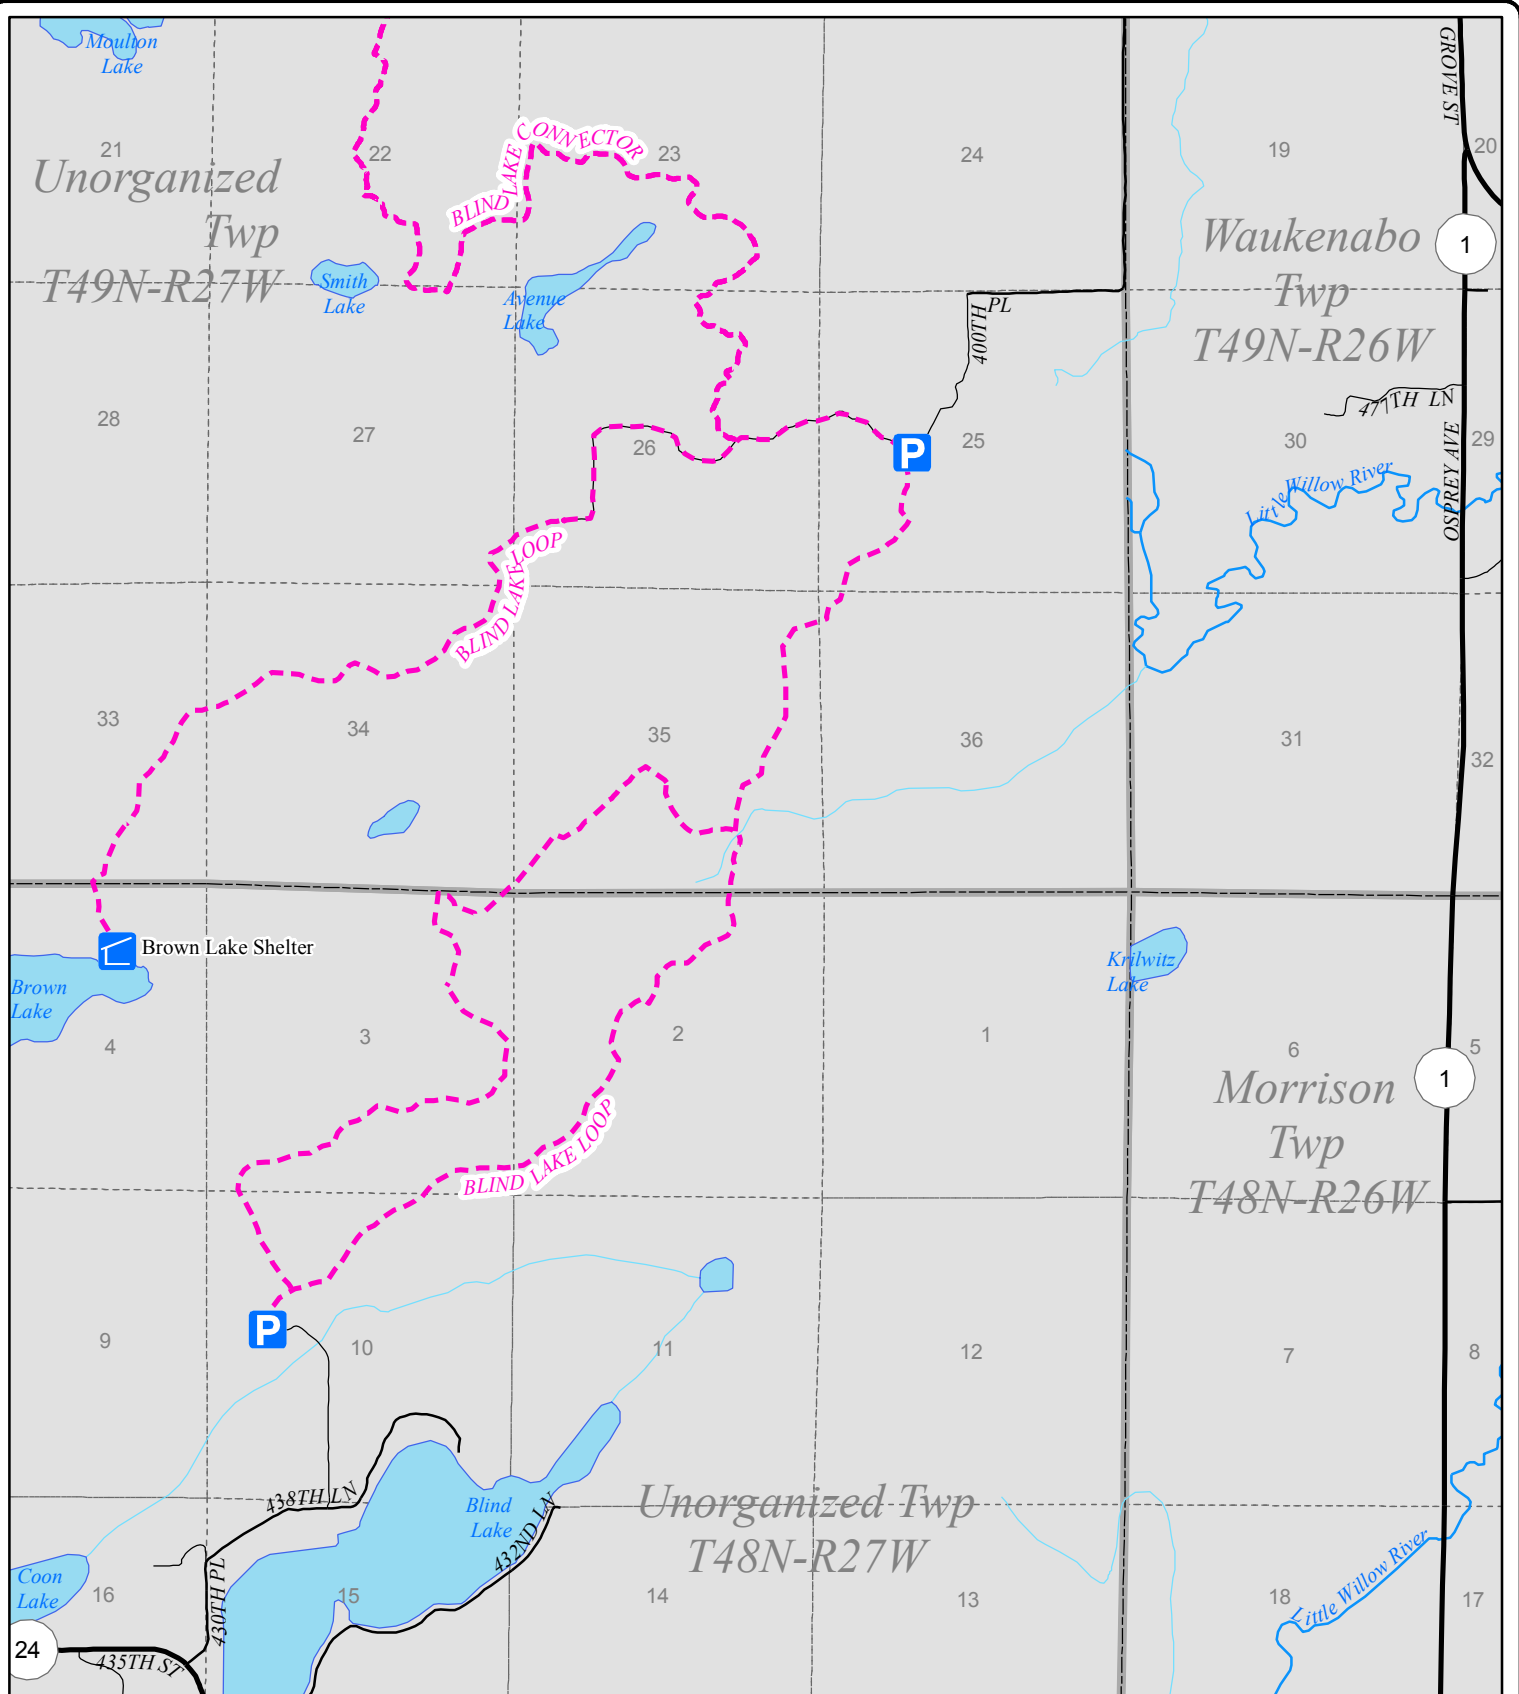 Moulton
Lake
GROVE ST
21
22
BLIND LAKE CONNECTOR
23
24
19
20
Unorganized
Twp
T49N-R27W
Waukenabo
Twp
T49N-R26W
1
Smith
Lake
Avenue
Lake
400TH PL
477TH LN
28
27
26
P
25
30
29
OSPREY AVE
Little Willow River
BLIND LAKE LOOP
33
34
35
36
31
32
Brown Lake Shelter
Brown
Lake
Krilwitz
Lake
4
3
2
1
6
5
Morrison
Twp
T48N-R26W
1
BLIND LAKE LOOP
P
9
10
11
12
7
8
438TH LN
Blind
Lake
432ND LN
Unorganized Twp
T48N-R27W
Little Willow River
Coon
Lake
16
430TH PL
15
14
13
18
17
24
435TH ST